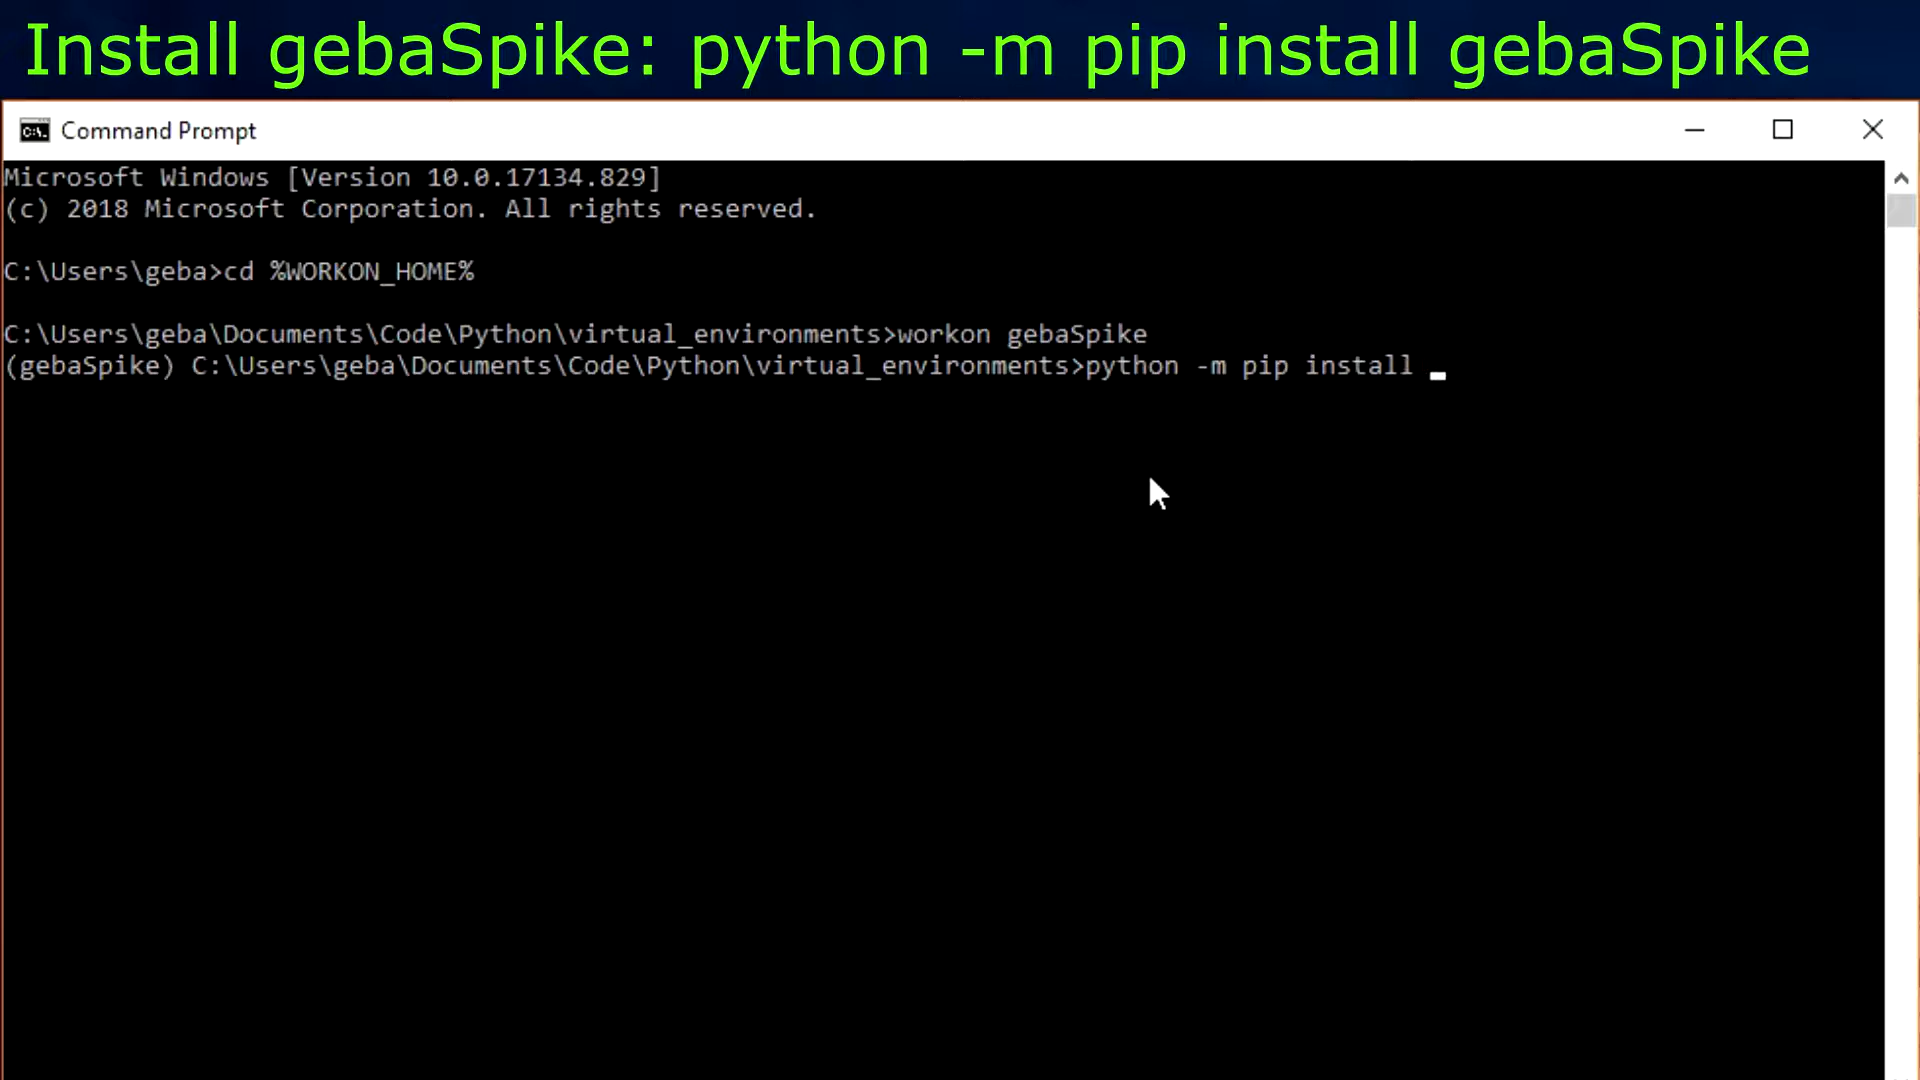 Install gebaSpike: python -m pip install gebaSpike
Command Prompt
Microsoft Windows [Version 10.0.17134.829]
(c) 2018 Microsoft Corporation. All rights reserved.
C:\Users\geba>cd %WORKON_HOME%
C:\Users\geba\Documents\Code\Python\virtual_environments>workon gebaSpike
(gebaSpike) C:\Users\geba\Documents\Code\Python\virtual_environments>python -m pip install